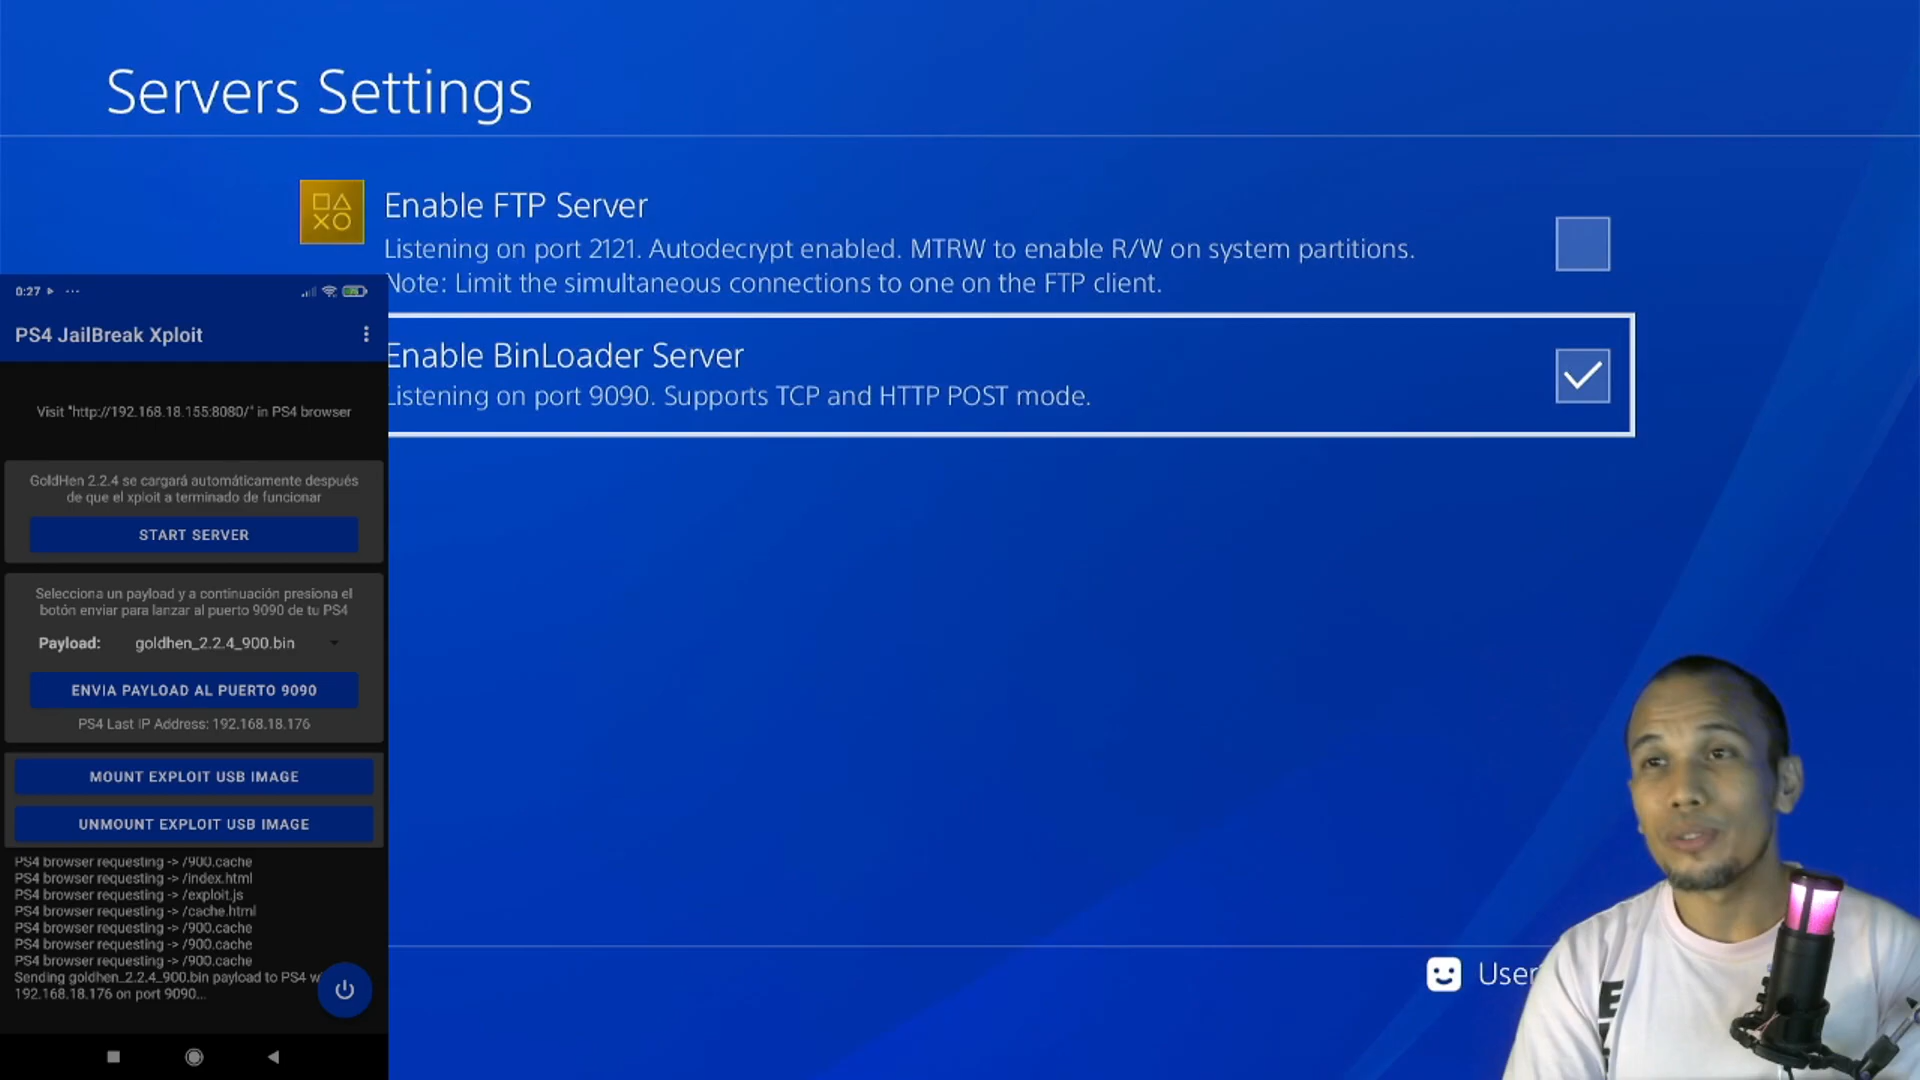 Servers Settings
Enable FTP Server
Listening on port 2121. Autodecrypt enabled. MTRW to enable R/W on system partitions.
Note: Limit the simultaneous connections to one on the FTP client.
Enable BinLoader Server
Listening on port 9090. Supports TCP and HTTP POST mode.
0:27
PS4 JailBreak Xploit
Visit "http://192.168.18.155:8080/" in PS4 browser
GoldHen 2.2.4 se cargará automáticamente después
de que el xploit a terminado de funcionar
START SERVER
Selecciona un payload y a continuación presiona el
botón enviar para lanzar al puerto 9090 de tu PS4
Payload: goldhen_2.2.4_900.bin
ENVIA PAYLOAD AL PUERTO 9090
PS4 Last IP Address: 192.168.18.176
MOUNT EXPLOIT USB IMAGE
UNMOUNT EXPLOIT USB IMAGE
PS4 browser requesting -> /900.cache
PS4 browser requesting -> /index.html
PS4 browser requesting -> /exploit.js
PS4 browser requesting -> /cache.html
PS4 browser requesting -> /900.cache
PS4 browser requesting -> /900.cache
PS4 browser requesting -> /900.cache
Sending goldhen_2.2.4_900.bin payload to PS4
192.168.18.176 on port 9090...
User